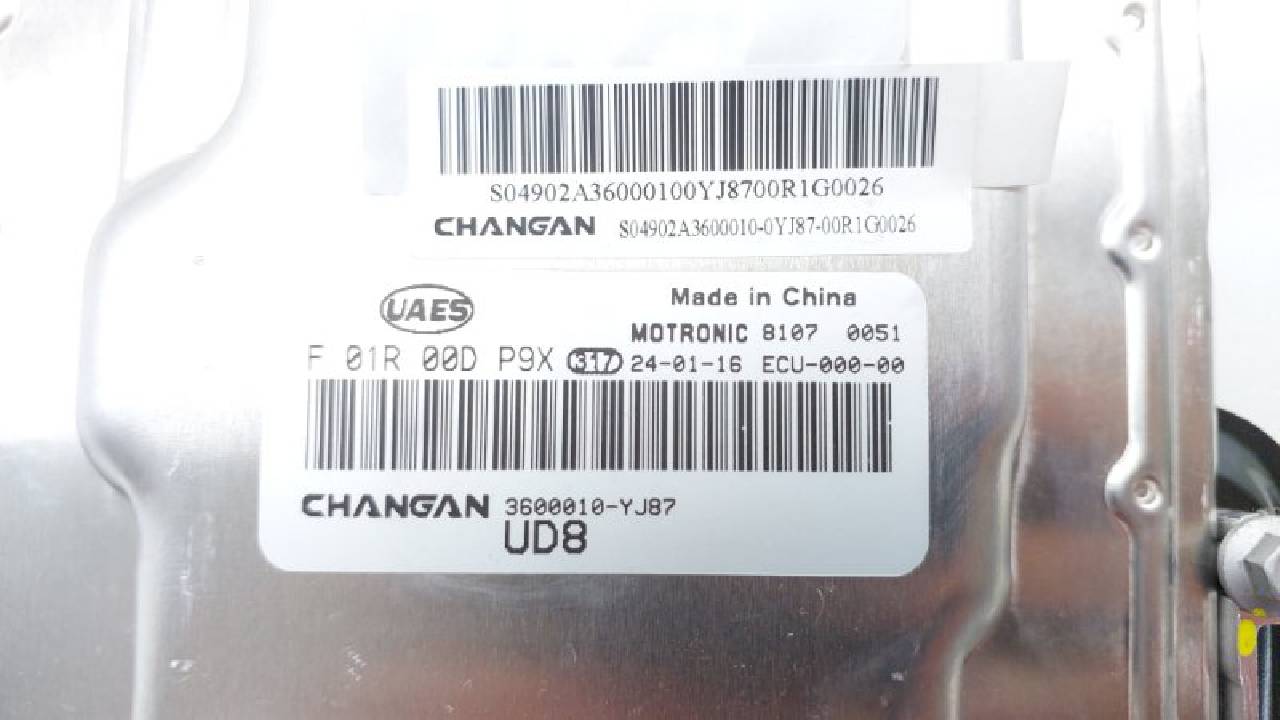 S04902A36000100YJ8700R1G0026
CHANGAN S04902A3600010-0YJ87-00R1G0026
UAES Made in China
MOTRONIC 8107 0051
F 01R 00D P9X 317 24-01-16 ECU-000-00
CHANGAN 3600010-YJ87
UD8